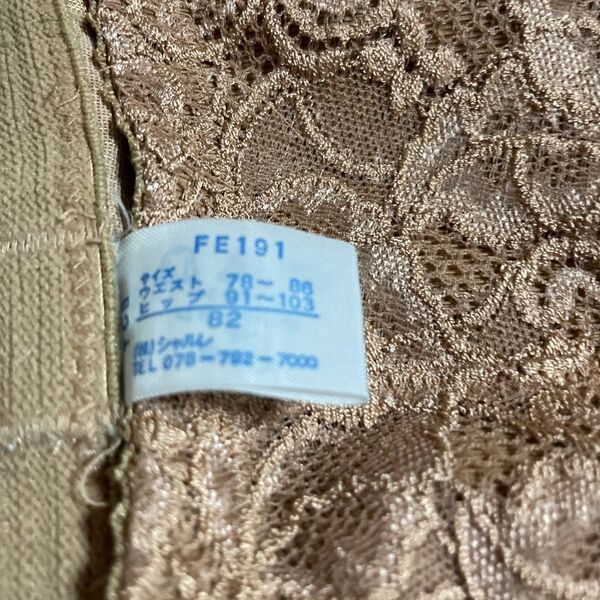 FE191
サイズ
ウエスト 78～86
ヒップ 91～103
82
(株)シャルレ
TEL 078-792-7000